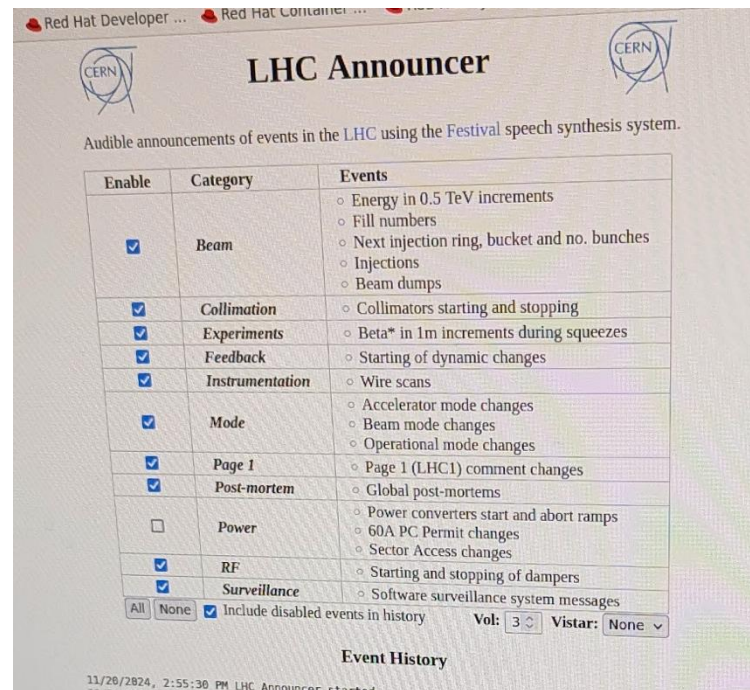 Red Hat Developer ... Red Hat Container ...
CERN LHC Announcer CERN
Audible announcements of events in the LHC using the Festival speech synthesis system.
Enable Category Events
Beam
○ Energy in 0.5 TeV increments
○ Fill numbers
○ Next injection ring, bucket and no. bunches
○ Injections
○ Beam dumps
Collimation ○ Collimators starting and stopping
Experiments ○ Beta* in 1m increments during squeezes
Feedback ○ Starting of dynamic changes
Instrumentation ○ Wire scans
Mode
○ Accelerator mode changes
○ Beam mode changes
○ Operational mode changes
Page 1 ○ Page 1 (LHC1) comment changes
Post-mortem ○ Global post-mortems
Power
○ Power converters start and abort ramps
○ 60A PC Permit changes
○ Sector Access changes
RF ○ Starting and stopping of dampers
Surveillance ○ Software surveillance system messages
All None Include disabled events in history Vol: 3 Vistar: None
Event History
11/20/2024, 2:55:30 PM LHC Announcer started